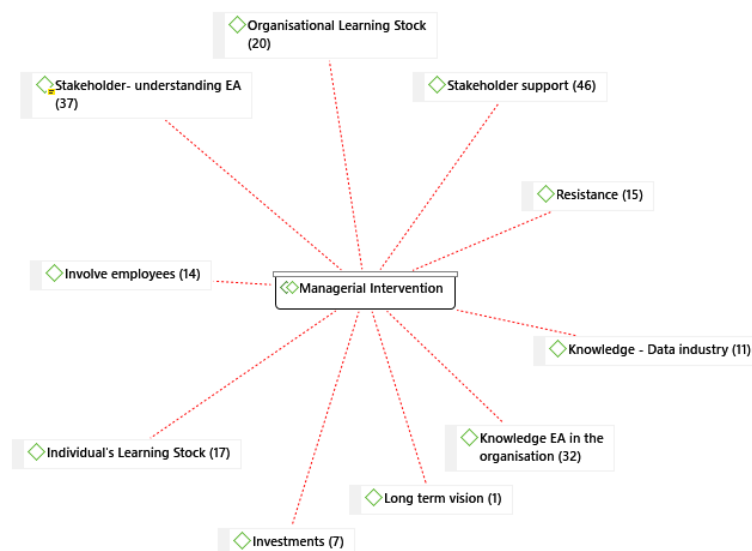 Organisational Learning Stock
(20)
Stakeholder- understanding EA
(37)
Stakeholder support (46)
Resistance (15)
Involve employees (14)
Managerial Intervention
Knowledge - Data industry (11)
Individual's Learning Stock (17)
Knowledge EA in the
organisation (32)
Long term vision (1)
Investments (7)